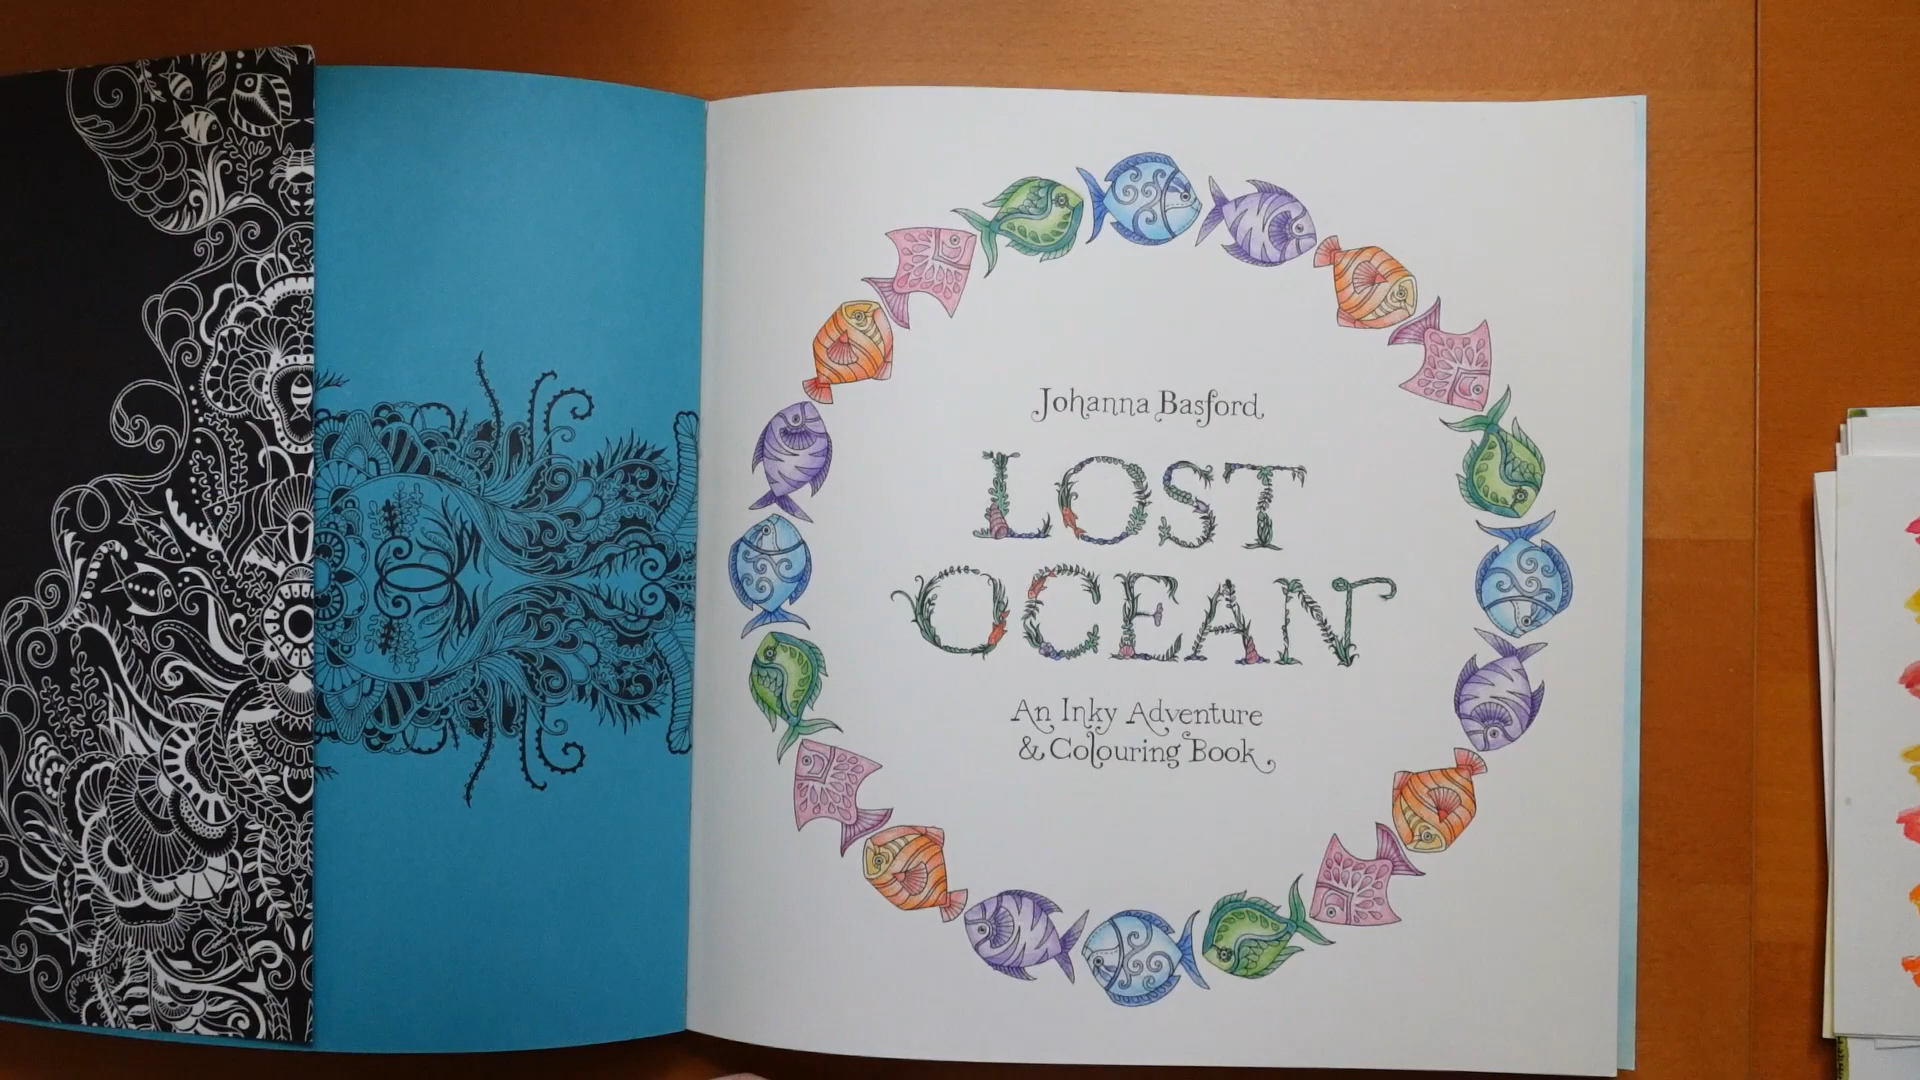 Johanna Basford
LOST
OCEAN
An Inky Adventure
& Colouring Book